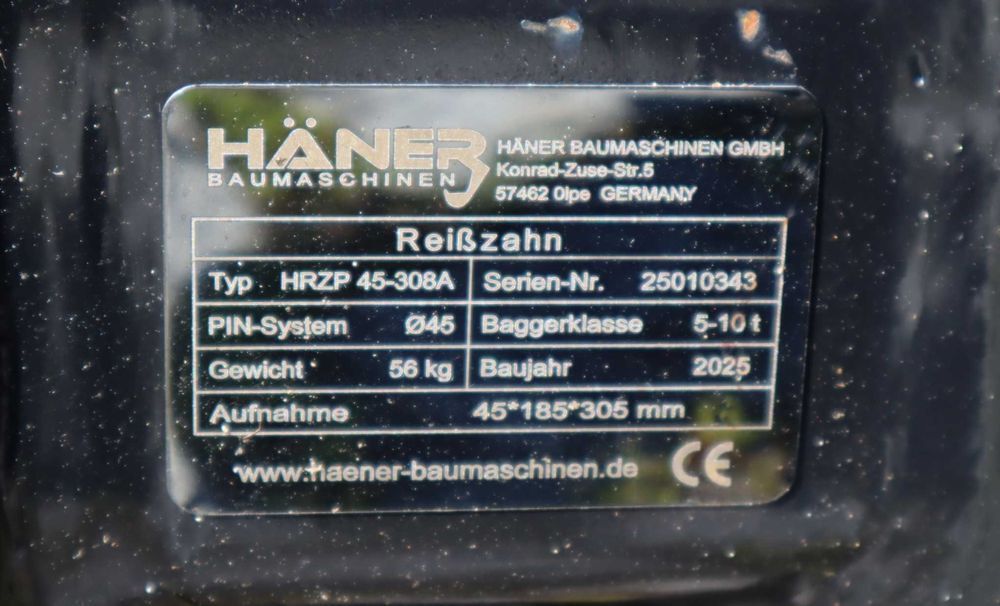 HÄNER
BAUMASCHINEN
HÄNER BAUMASCHINEN GMBH
Konrad-Zuse-Str.5
57462 Olpe GERMANY
Reißzahn
Typ HRZP 45-308A Serien-Nr. 25010343
PIN-System Ø45 Baggerklasse 5-10 t
Gewicht 56 kg Baujahr 2025
Aufnahme 45*185*305 mm
www.haener-baumaschinen.de CE